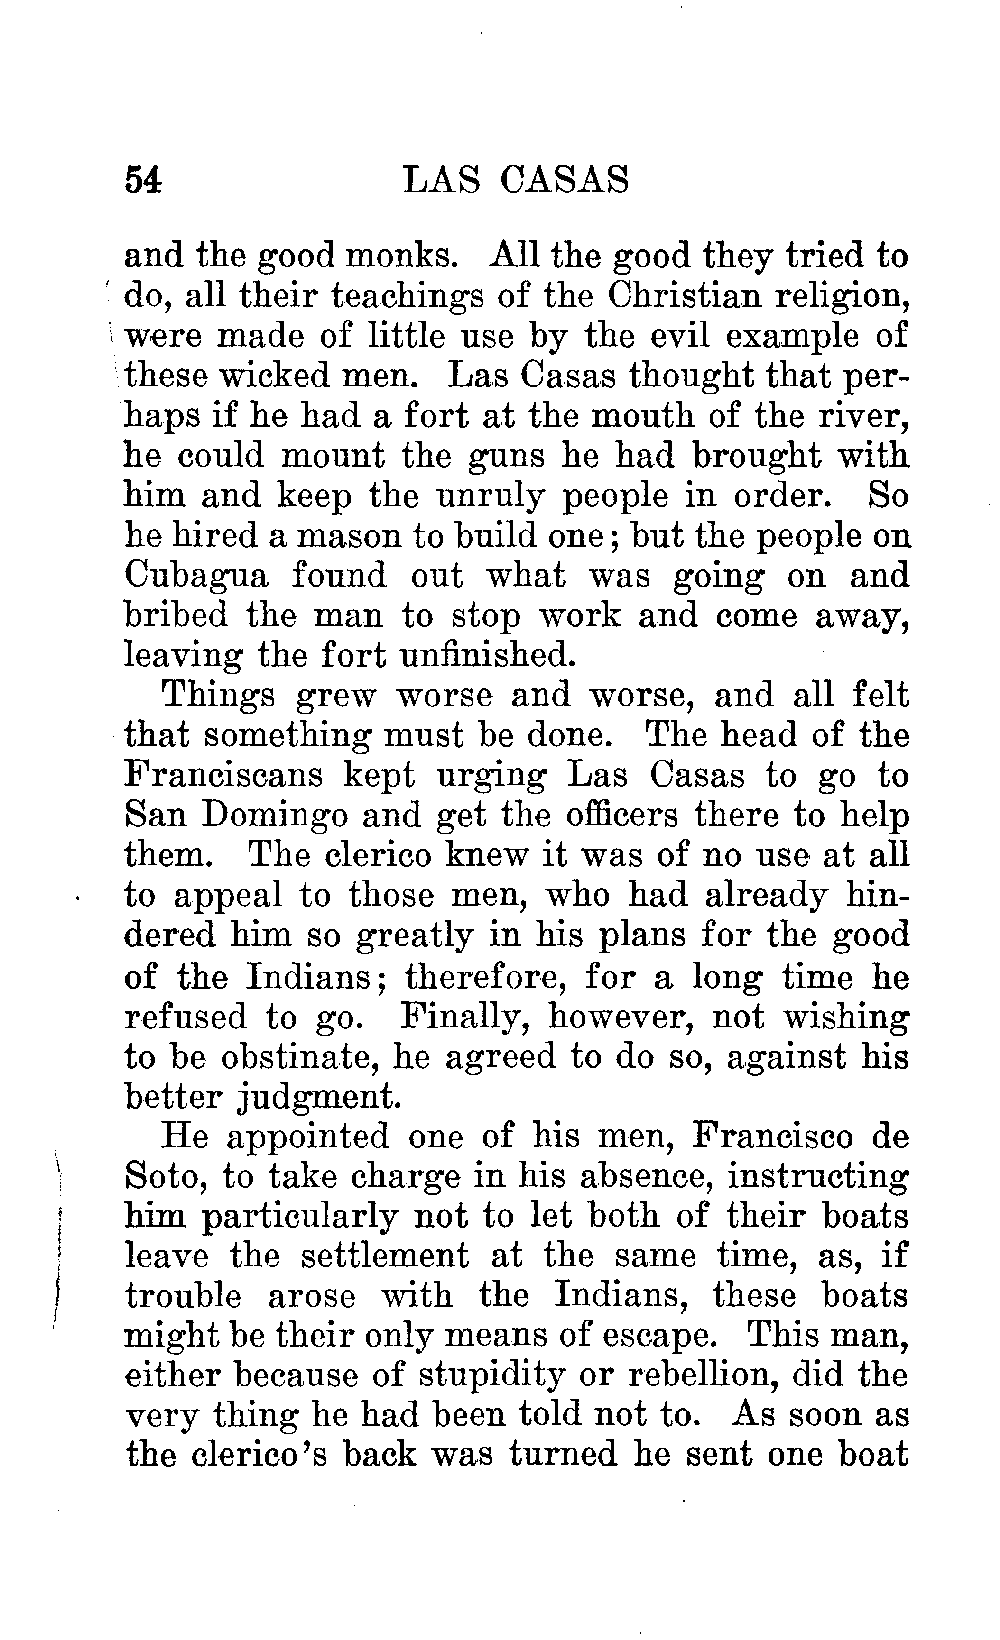 54 LAS CASAS
and the good monks. All the good they tried to
do, all their teachings of the Christian religion,
were made of little use by the evil example of
these wicked men. Las Casas thought that per-
haps if he had a fort at the mouth of the river,
he could mount the guns he had brought with
him and keep the unruly people in order. So
he hired a mason to build one; but the people on
Cubagua found out what was going on and
bribed the man to stop work and come away,
leaving the fort unfinished.
Things grew worse and worse, and all felt
that something must be done. The head of the
Franciscans kept urging Las Casas to go to
San Domingo and get the officers there to help
them. The clerico knew it was of no use at all
to appeal to those men, who had already hin-
dered him so greatly in his plans for the good
of the Indians; therefore, for a long time he
refused to go. Finally, however, not wishing
to be obstinate, he agreed to do so, against his
better judgment.
He appointed one of his men, Francisco de
Soto, to take charge in his absence, instructing
him particularly not to let both of their boats
leave the settlement at the same time, as, if
trouble arose with the Indians, these boats
might be their only means of escape. This man,
either because of stupidity or rebellion, did the
very thing he had been told not to. As soon as
the clerico's back was turned he sent one boat